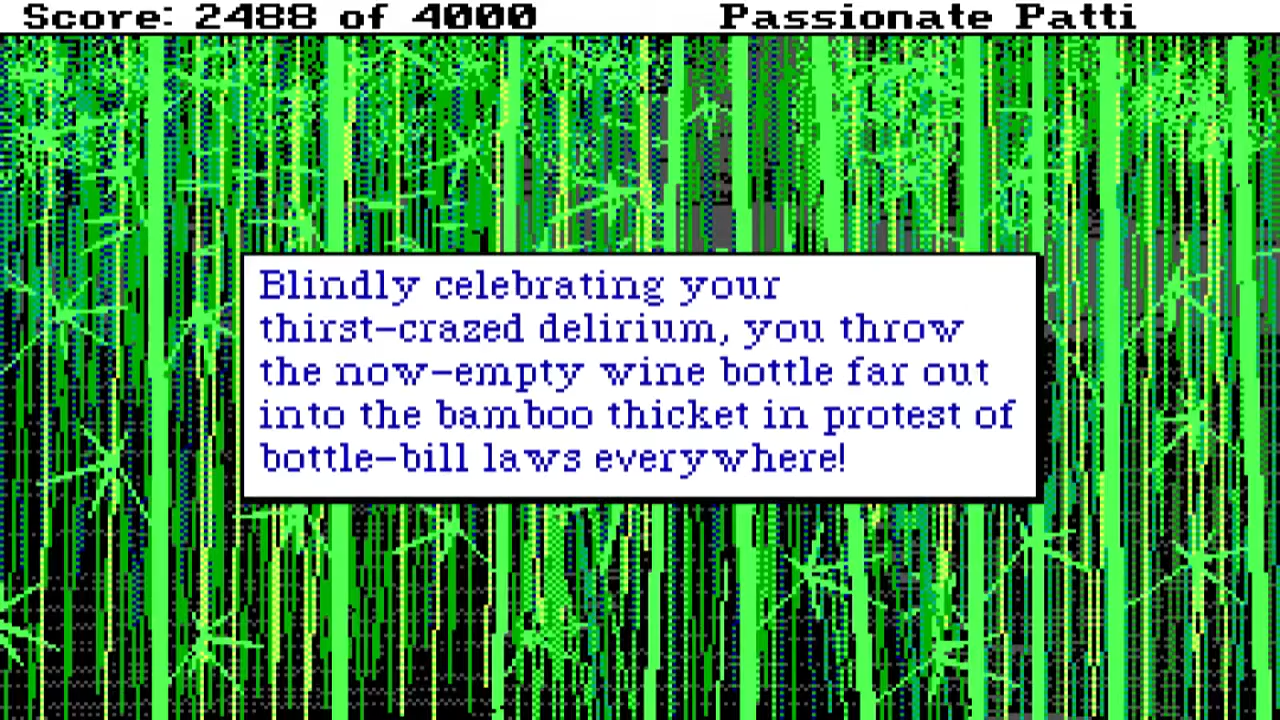 Score: 2488 of 4000 Passionate Patti
Blindly celebrating your
thirst-crazed delirium, you throw
the now-empty wine bottle far out
into the bamboo thicket in protest of
bottle-bill laws everywhere!